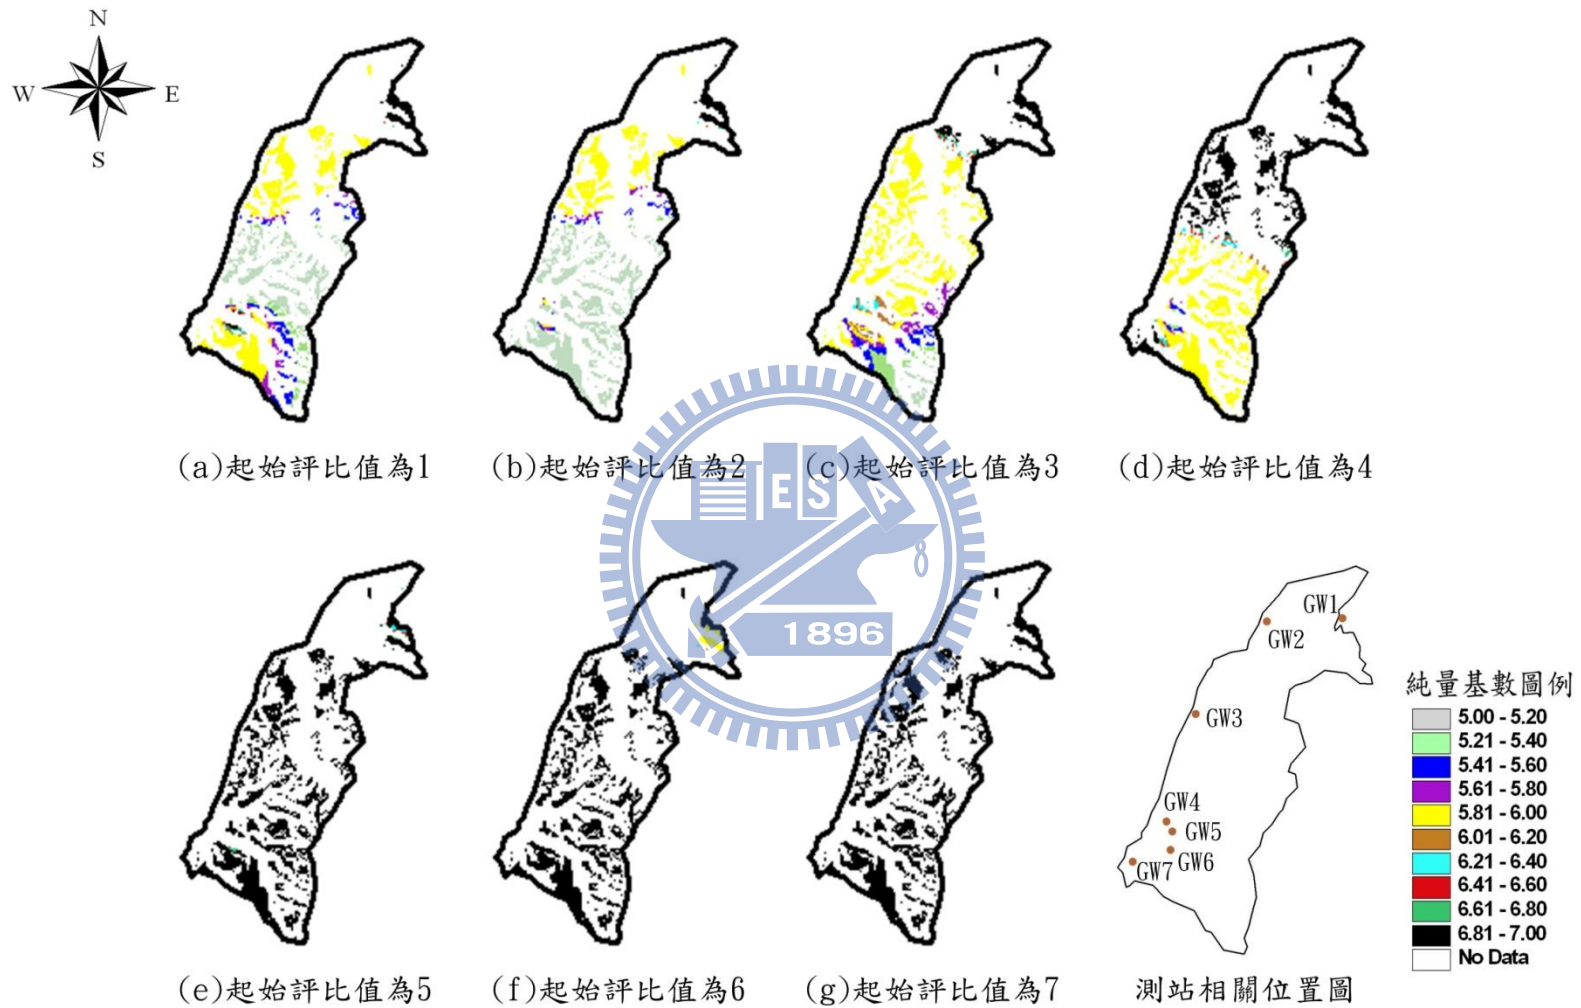 N
W
E
S
(a)起始評比值為1
(b)起始評比值為2
(c)起始評比值為3
(d)起始評比值為4
ES
A
8
1896
(e)起始評比值為5
(f)起始評比值為6
(g)起始評比值為7
GW1
GW2
GW3
GW4
GW5
GW6
GW7
測站相關位置圖
純量基數圖例
5.00 - 5.20
5.21 - 5.40
5.41 - 5.60
5.61 - 5.80
5.81 - 6.00
6.01 - 6.20
6.21 - 6.40
6.41 - 6.60
6.61 - 6.80
6.81 - 7.00
No Data